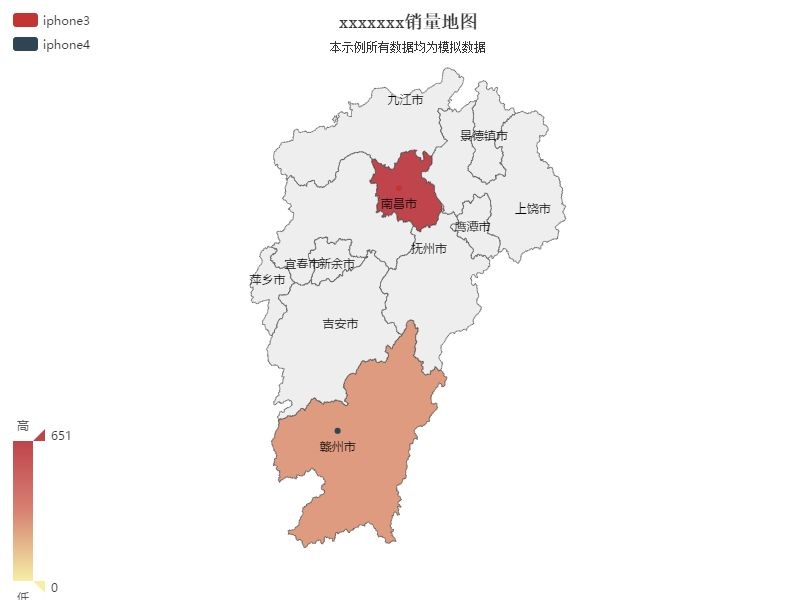 iphone3
iphone4
xxxxxxx销量地图
本示例所有数据均为模拟数据
九江市
景德镇市
南昌市
上饶市
鹰潭市
抚州市
宜春市
新余市
萍乡市
吉安市
赣州市
高
651
0
低